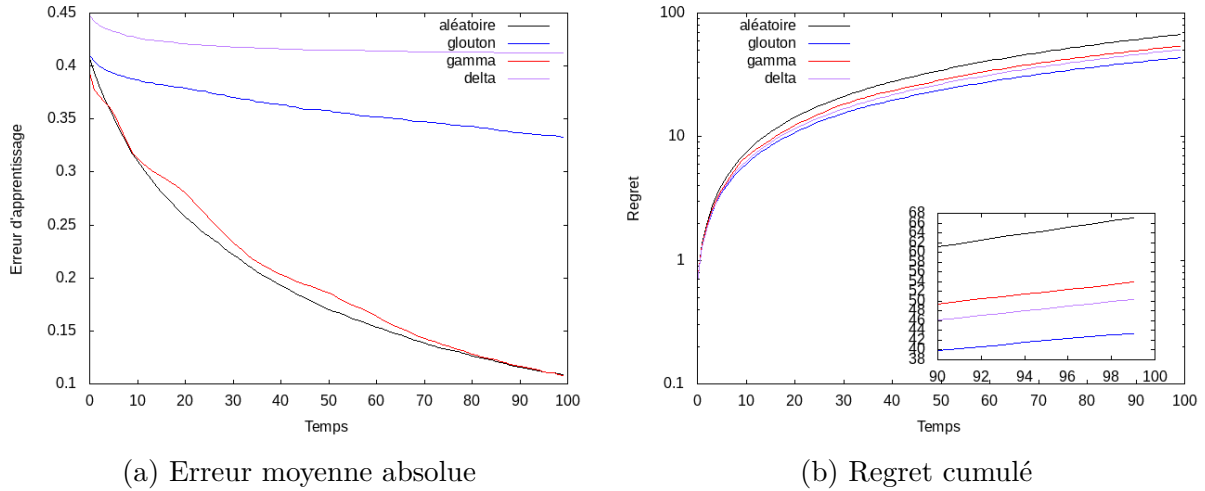 0.45
0.4
0.35
0.3
0.25
0.2
0.15
0.1
0 10 20 30 40 50 60 70 80 90 100
Erreur d'apprentissage
Temps
aléatoire
glouton
gamma
delta
(a) Erreur moyenne absolue
100
10
1
0.1
0 10 20 30 40 50 60 70 80 90 100
Regret
Temps
aléatoire
glouton
gamma
delta
68
66
64
62
60
58
56
54
52
50
48
46
44
42
40
38
90 92 94 96 98 100
(b) Regret cumulé